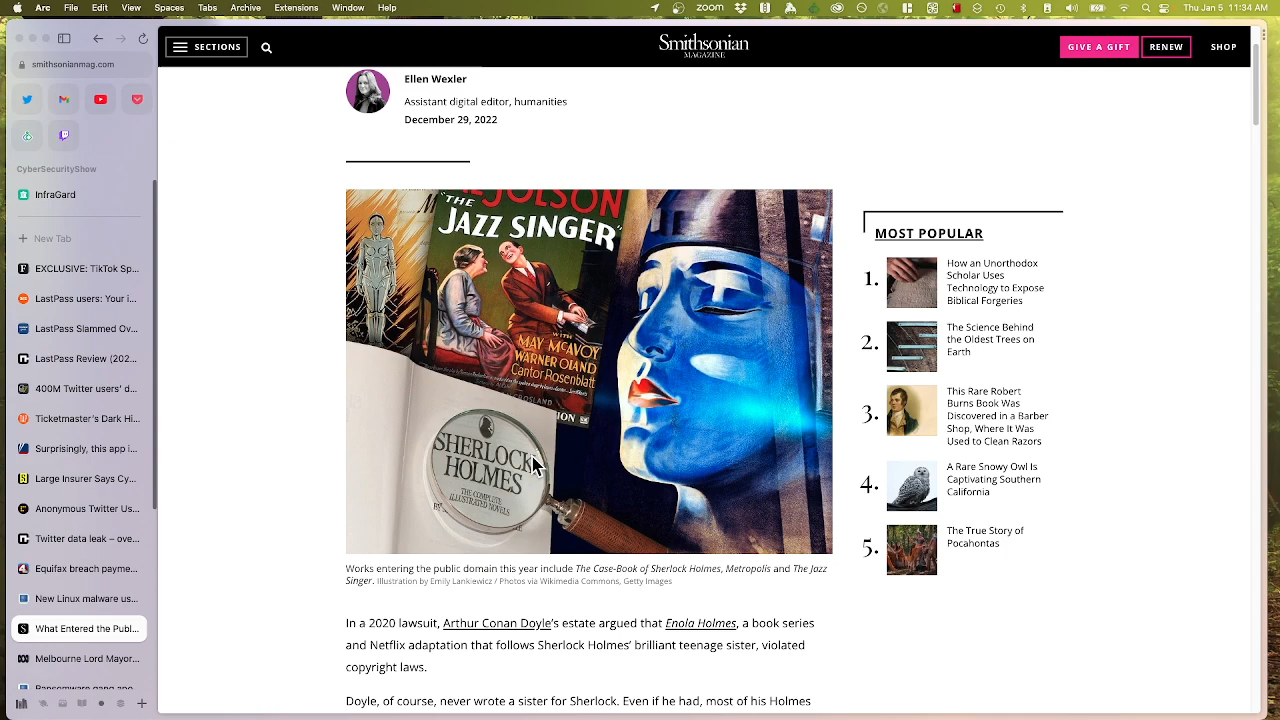 Arc File Edit View Spaces Tabs Archive Extensions Window Help
Thu Jan 5 11:34 AM
SECTIONS
Smithsonian
MAGAZINE
GIVE A GIFT
RENEW
SHOP
smithsonianmag.com
CyberSecurityShow
InfraGard
New Tab
EXCLUSIVE: TikTok Sp...
LastPass users: Your i...
LastPass Slammed Ov...
LastPass Review (202...
400M Twitter users' d...
Ticketmaster's Dark Hi...
Surprisingly, this app i...
Large Insurer Says Cy...
Anonymous Twitter Us...
Twitter data leak – ove...
Equifax breach payme...
New Linux malware us...
What Entered the Publ...
Former Ontario Mayor...
Ransomware gang apo...
Ellen Wexler
Assistant digital editor, humanities
December 29, 2022
JOLSON
"THE
JAZZ SINGER"
WITH
MAY McAVOY
WARNER OLAND
Cantor Rosenblatt
SHERLOCK
HOLMES
THE COMPLETE
ILLUSTRATED NOVELS
Works entering the public domain this year include The Case-Book of Sherlock Holmes, Metropolis and The Jazz
Singer. Illustration by Emily Lankiewicz / Photos via Wikimedia Commons, Getty Images
In a 2020 lawsuit, Arthur Conan Doyle's estate argued that Enola Holmes, a book series
and Netflix adaptation that follows Sherlock Holmes' brilliant teenage sister, violated
copyright laws.
Doyle, of course, never wrote a sister for Sherlock. Even if he had, most of his Holmes
MOST POPULAR
1.
How an Unorthodox
Scholar Uses
Technology to Expose
Biblical Forgeries
2.
The Science Behind
the Oldest Trees on
Earth
3.
This Rare Robert
Burns Book Was
Discovered in a Barber
Shop, Where It Was
Used to Clean Razors
4.
A Rare Snowy Owl Is
Captivating Southern
California
5.
The True Story of
Pocahontas